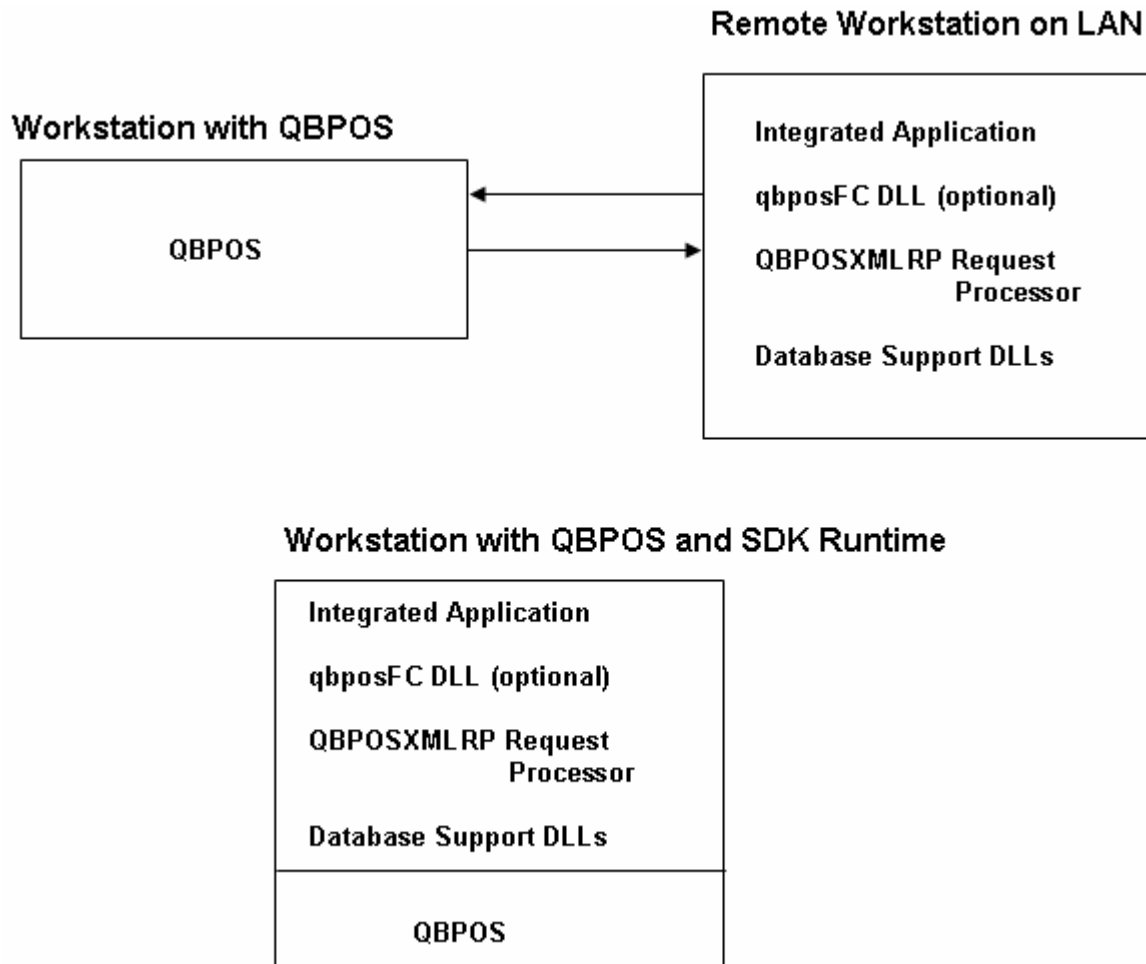 Remote Workstation on LAN
Workstation with QBPOS
QBPOS
Integrated Application
qbposFC DLL (optional)
QBPOSXMLRP Request
Processor
Database Support DLLs
Workstation with QBPOS and SDK Runtime
Integrated Application
qbposFC DLL (optional)
QBPOSXMLRP Request
Processor
Database Support DLLs
QBPOS